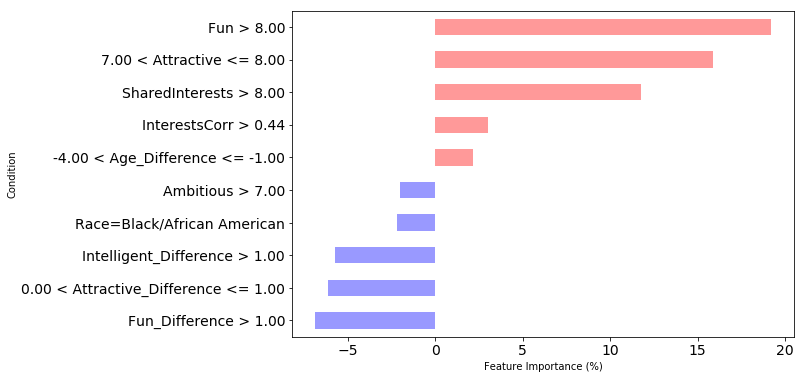 Fun > 8.00
7.00 < Attractive <= 8.00
SharedInterests > 8.00
InterestsCorr > 0.44
-4.00 < Age_Difference <= -1.00
Ambitious > 7.00
Race=Black/African American
Intelligent_Difference > 1.00
0.00 < Attractive_Difference <= 1.00
Fun_Difference > 1.00
Condition
−5 0 5 10 15 20
Feature Importance (%)